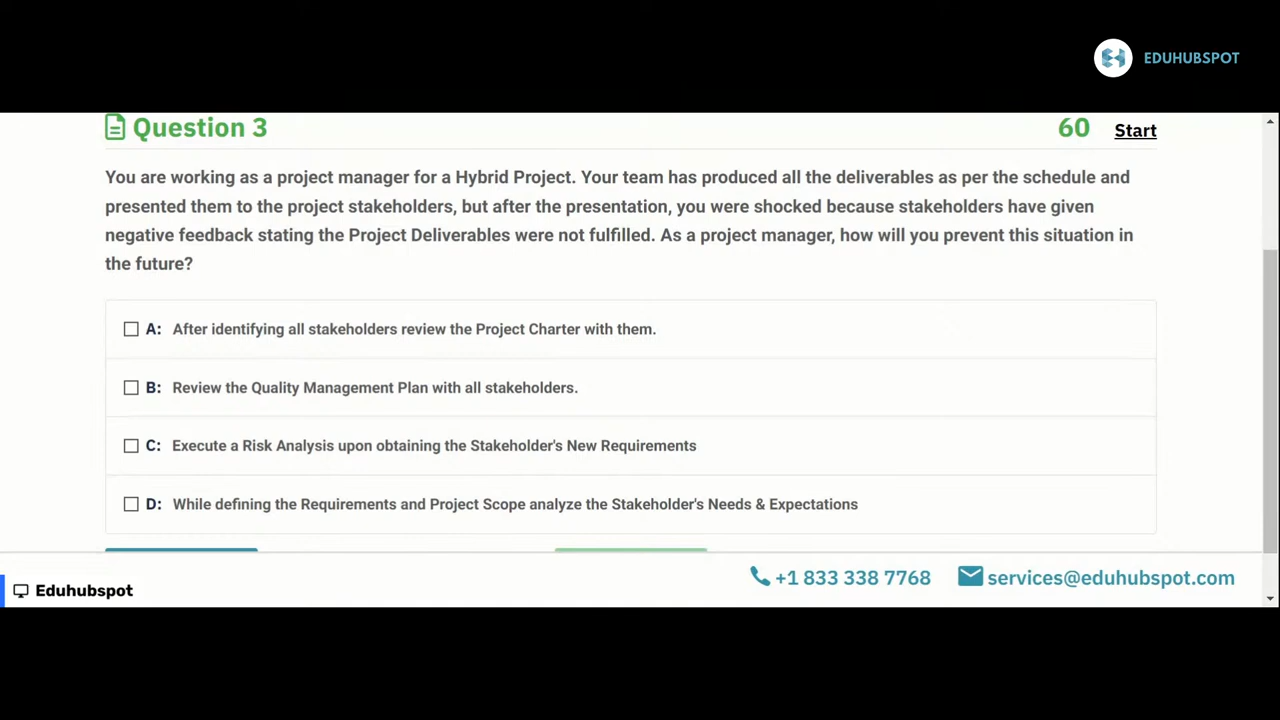 EDUHUBSPOT
Question 3
60 Start
You are working as a project manager for a Hybrid Project. Your team has produced all the deliverables as per the schedule and
presented them to the project stakeholders, but after the presentation, you were shocked because stakeholders have given
negative feedback stating the Project Deliverables were not fulfilled. As a project manager, how will you prevent this situation in
the future?
A: After identifying all stakeholders review the Project Charter with them.
B: Review the Quality Management Plan with all stakeholders.
C: Execute a Risk Analysis upon obtaining the Stakeholder's New Requirements
D: While defining the Requirements and Project Scope analyze the Stakeholder's Needs & Expectations
+1 833 338 7768 services@eduhubspot.com
Eduhubspot